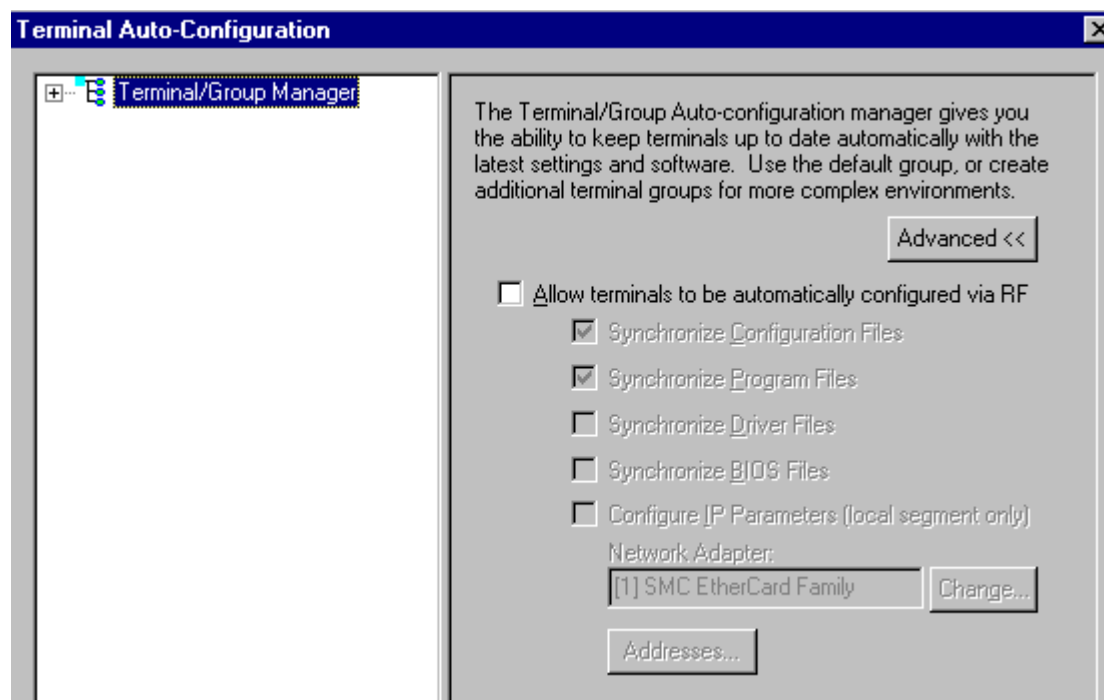 Terminal Auto-Configuration
Terminal/Group Manager
The Terminal/Group Auto-configuration manager gives you
the ability to keep terminals up to date automatically with the
latest settings and software. Use the default group, or create
additional terminal groups for more complex environments.
Advanced <<
Allow terminals to be automatically configured via RF
Synchronize Configuration Files
Synchronize Program Files
Synchronize Driver Files
Synchronize BIOS Files
Configure IP Parameters (local segment only)
Network Adapter:
[1] SMC EtherCard Family
Change...
Addresses...